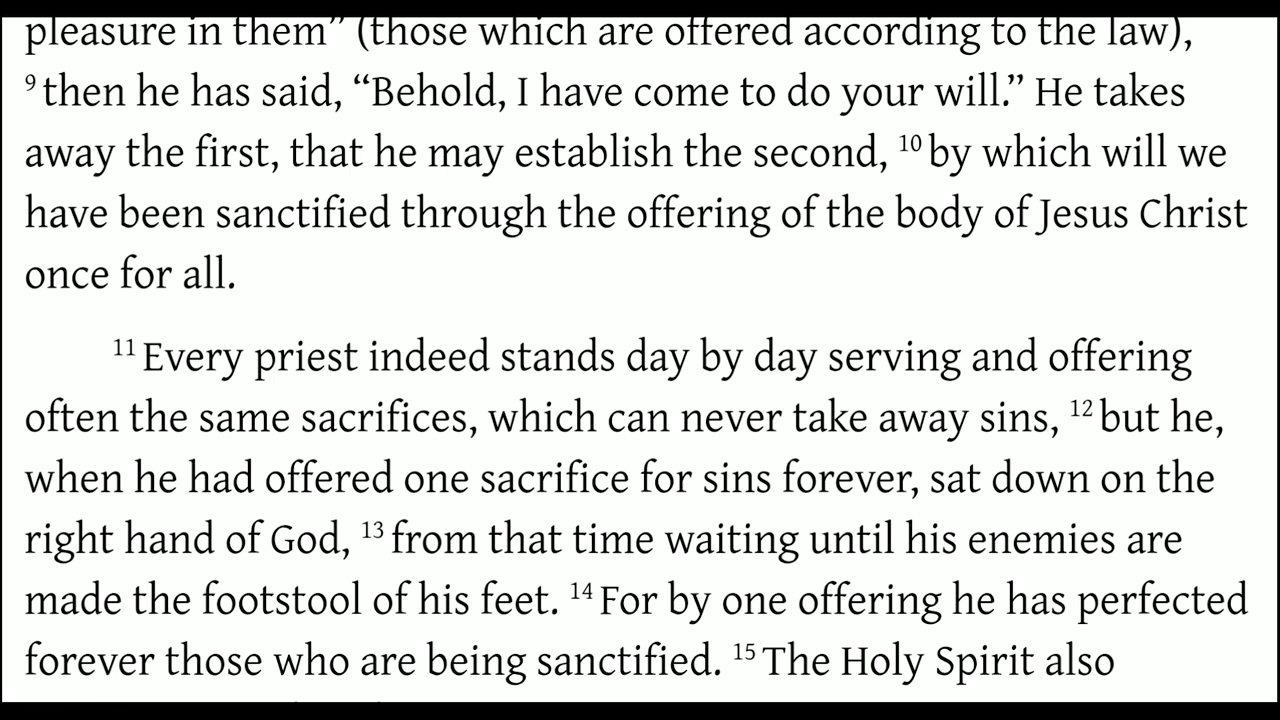 pleasure in them” (those which are offered according to the law),
9 then he has said, “Behold, I have come to do your will.” He takes
away the first, that he may establish the second, 10 by which will we
have been sanctified through the offering of the body of Jesus Christ
once for all.
11 Every priest indeed stands day by day serving and offering
often the same sacrifices, which can never take away sins, 12 but he,
when he had offered one sacrifice for sins forever, sat down on the
right hand of God, 13 from that time waiting until his enemies are
made the footstool of his feet. 14 For by one offering he has perfected
forever those who are being sanctified. 15 The Holy Spirit also